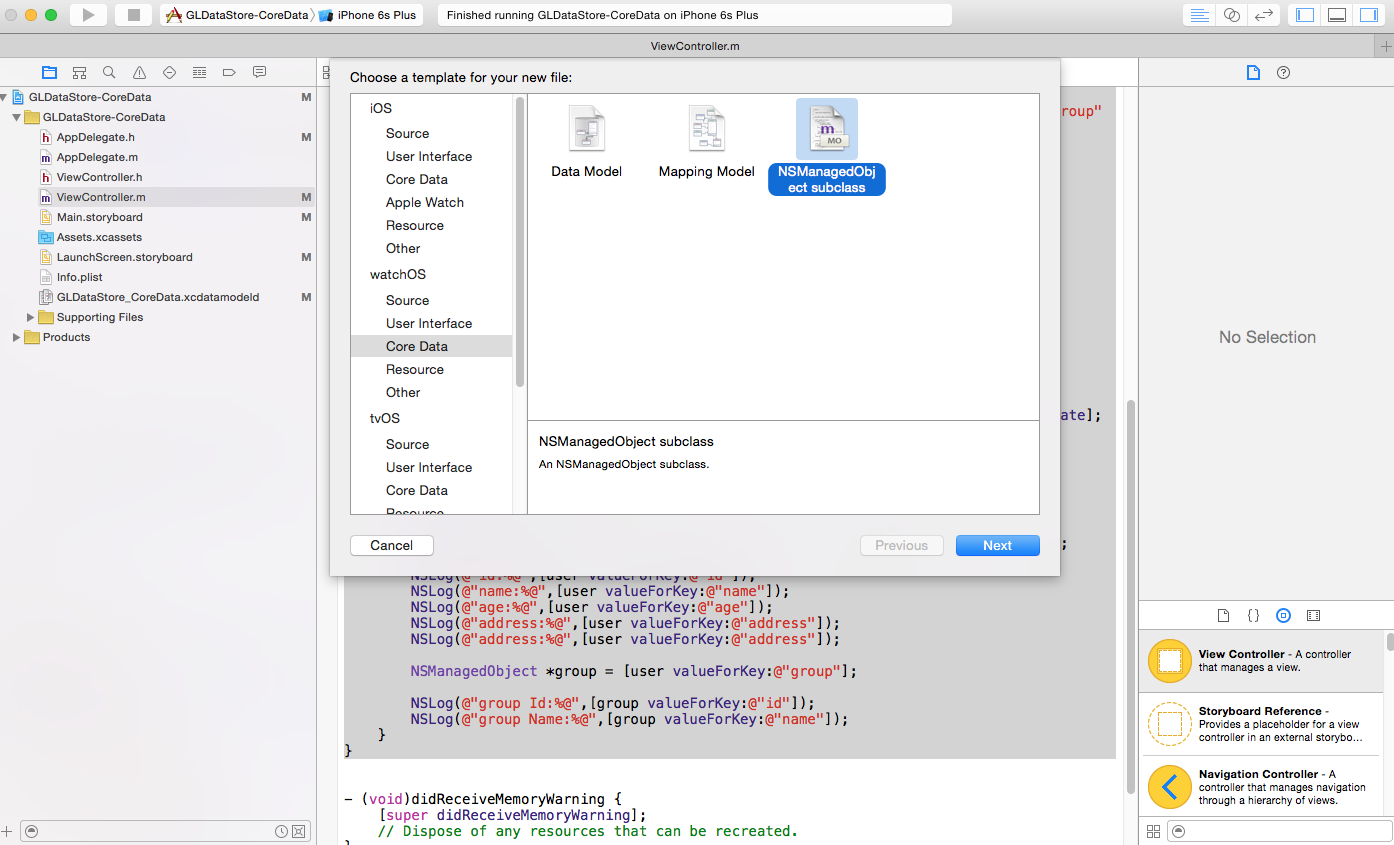 GLDataStore-CoreData
iPhone 6s Plus
Finished running GLDataStore-CoreData on iPhone 6s Plus
ViewController.m
GLDataStore-CoreData M
GLDataStore-CoreData
AppDelegate.h M
AppDelegate.m
ViewController.h
ViewController.m M
Main.storyboard M
Assets.xcassets
LaunchScreen.storyboard M
Info.plist
GLDataStore_CoreData.xcdatamodeld M
Supporting Files
Products
Choose a template for your new file:
iOS
Source
User Interface
Core Data
Apple Watch
Resource
Other
watchOS
Source
User Interface
Core Data
Resource
Other
tvOS
Source
User Interface
Core Data
Resource
Data Model
Mapping Model
MO
NSManagedObj
ect subclass
NSManagedObject subclass
An NSManagedObject subclass.
Cancel
Previous
Next
roup"
ate];
;
NSLog(@"id:%@",[user valueForKey:@"id"]);
NSLog(@"name:%@",[user valueForKey:@"name"]);
NSLog(@"age:%@",[user valueForKey:@"age"]);
NSLog(@"address:%@",[user valueForKey:@"address"]);
NSLog(@"address:%@",[user valueForKey:@"address"]);
NSManagedObject *group = [user valueForKey:@"group"];
NSLog(@"group Id:%@",[group valueForKey:@"id"]);
NSLog(@"group Name:%@",[group valueForKey:@"name"]);
}
}
- (void)didReceiveMemoryWarning {
[super didReceiveMemoryWarning];
// Dispose of any resources that can be recreated.
}
No Selection
View Controller - A controller
that manages a view.
Storyboard Reference -
Provides a placeholder for a view
controller in an external storybo...
Navigation Controller - A
controller that manages navigation
through a hierarchy of views.